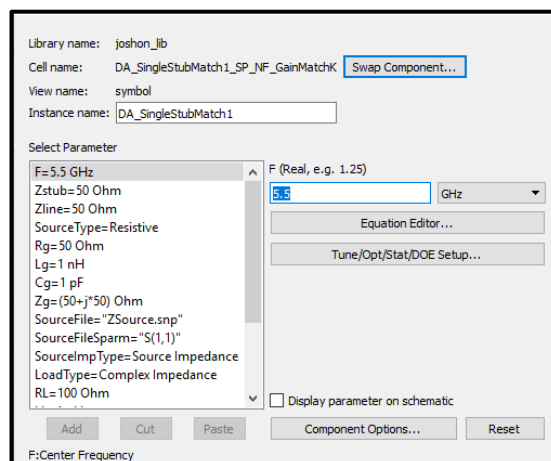 Library name: joshon_lib
Cell name: DA_SingleStubMatch1_SP_NF_GainMatchK Swap Component...
View name: symbol
Instance name: DA_SingleStubMatch1
Select Parameter
F=5.5 GHz
Zstub=50 Ohm
Zline=50 Ohm
SourceType=Resistive
Rg=50 Ohm
Lg=1 nH
Cg=1 pF
Zg=(50+j*50) Ohm
SourceFile="ZSource.snp"
SourceFileSparm="S(1,1)"
SourceImpType=Source Impedance
LoadType=Complex Impedance
RL=100 Ohm
F (Real, e.g. 1.25)
5.5 GHz
Equation Editor...
Tune/Opt/Stat/DOE Setup...
Display parameter on schematic
Add Cut Paste Component Options... Reset
F:Center Frequency